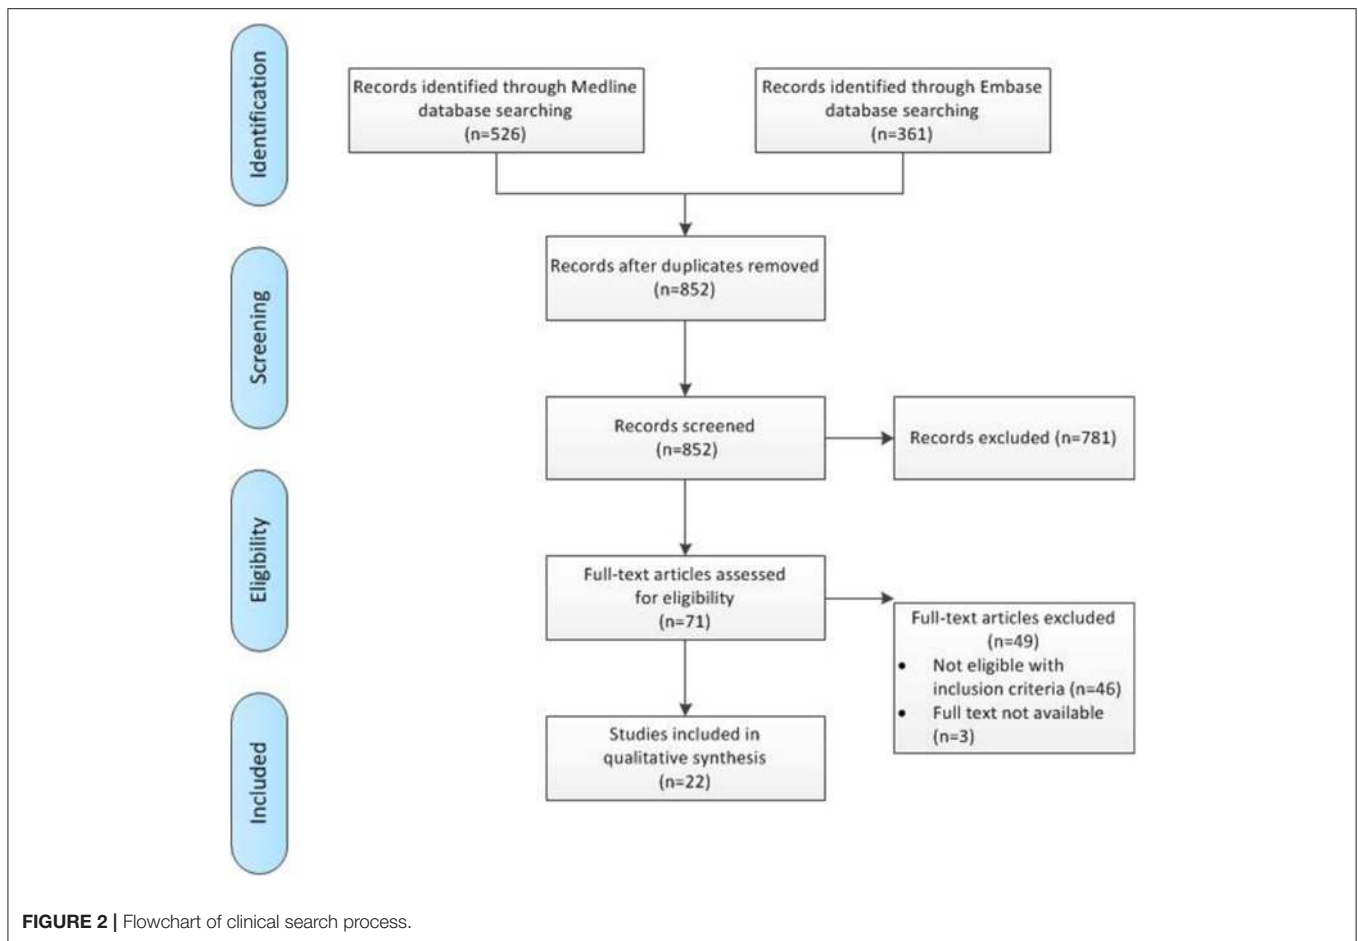 Identification
Records identified through Medline
database searching
(n=526)
Records identified through Embase
database searching
(n=361)
Screening
Records after duplicates removed
(n=852)
Records screened
(n=852)
Records excluded (n=781)
Eligibility
Full-text articles assessed
for eligibility
(n=71)
Full-text articles excluded
(n=49)
• Not eligible with
inclusion criteria (n=46)
• Full text not available
(n=3)
Included
Studies included in
qualitative synthesis
(n=22)
FIGURE 2 | Flowchart of clinical search process.